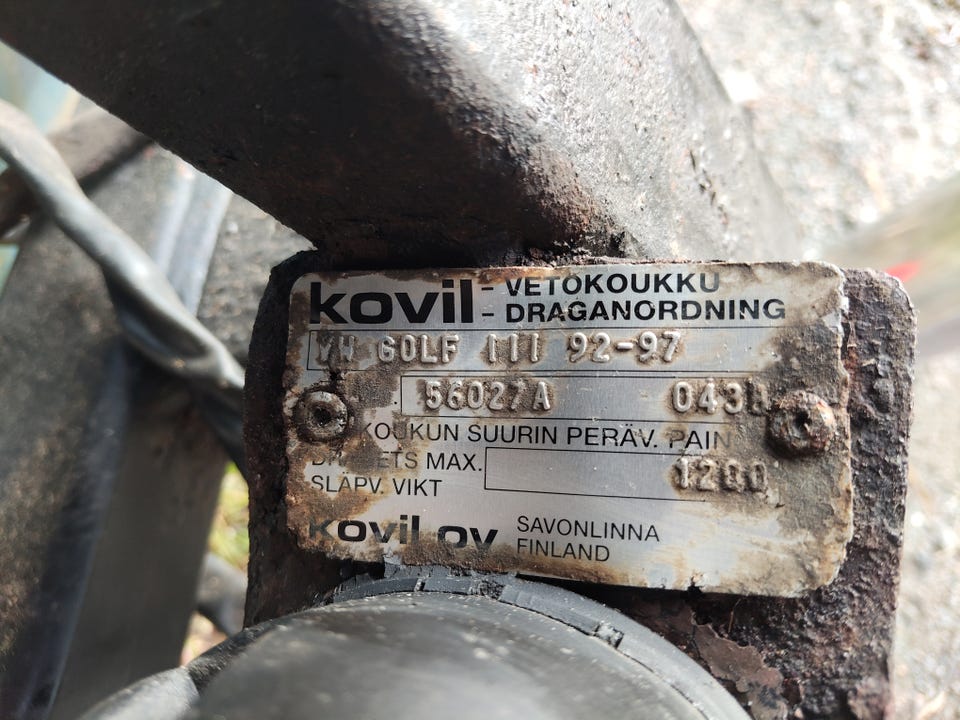 kovil - VETOKOUKKU
- DRAGANORDNING
VW GOLF III 92-97
56027A 043
KOUKUN SUURIN PERÄV. PAIN
MAX.
SLÄPV. VIKT
1200
kovil oy SAVONLINNA
FINLAND